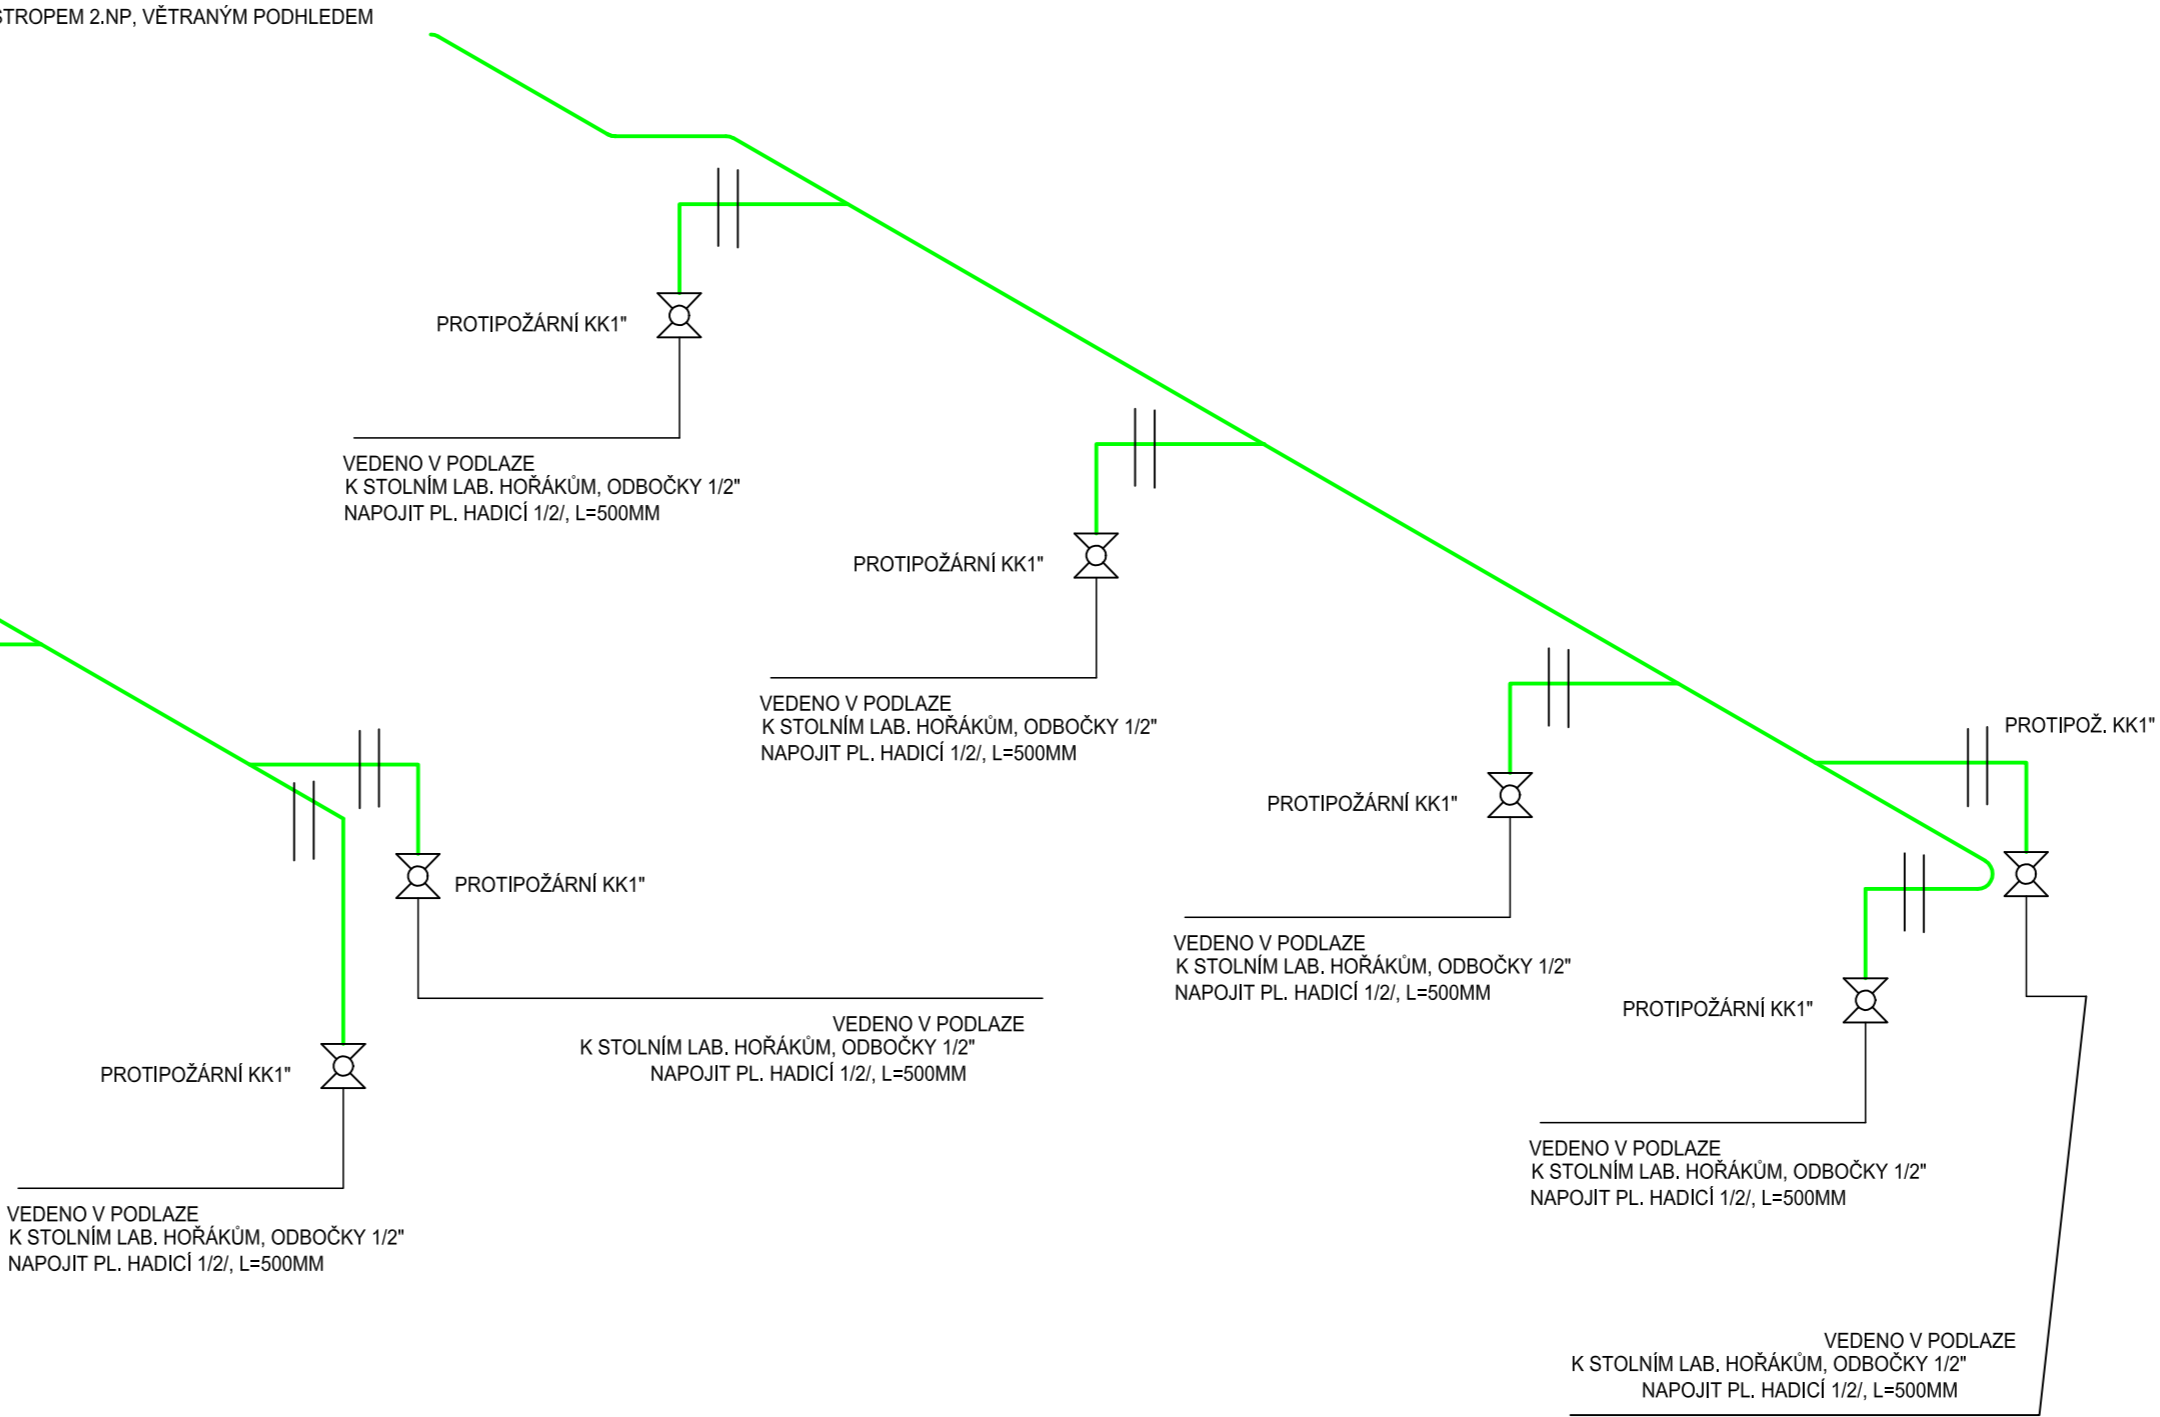 STROPEM 2.NP, VĚTRANÝM PODHLEDEM
PROTIPOŽÁRNÍ KK1"
VEDENO V PODLAZE
K STOLNÍM LAB. HOŘÁKŮM, ODBOČKY 1/2"
NAPOJIT PL. HADICÍ 1/2/, L=500MM
PROTIPOŽÁRNÍ KK1"
VEDENO V PODLAZE
K STOLNÍM LAB. HOŘÁKŮM, ODBOČKY 1/2"
NAPOJIT PL. HADICÍ 1/2/, L=500MM
PROTIPOŽ. KK1"
PROTIPOŽÁRNÍ KK1"
VEDENO V PODLAZE
K STOLNÍM LAB. HOŘÁKŮM, ODBOČKY 1/2"
NAPOJIT PL. HADICÍ 1/2/, L=500MM
PROTIPOŽÁRNÍ KK1"
VEDENO V PODLAZE
K STOLNÍM LAB. HOŘÁKŮM, ODBOČKY 1/2"
NAPOJIT PL. HADICÍ 1/2/, L=500MM
PROTIPOŽÁRNÍ KK1"
VEDENO V PODLAZE
K STOLNÍM LAB. HOŘÁKŮM, ODBOČKY 1/2"
NAPOJIT PL. HADICÍ 1/2/, L=500MM
PROTIPOŽÁRNÍ KK1"
VEDENO V PODLAZE
K STOLNÍM LAB. HOŘÁKŮM, ODBOČKY 1/2"
NAPOJIT PL. HADICÍ 1/2/, L=500MM
VEDENO V PODLAZE
K STOLNÍM LAB. HOŘÁKŮM, ODBOČKY 1/2"
NAPOJIT PL. HADICÍ 1/2/, L=500MM